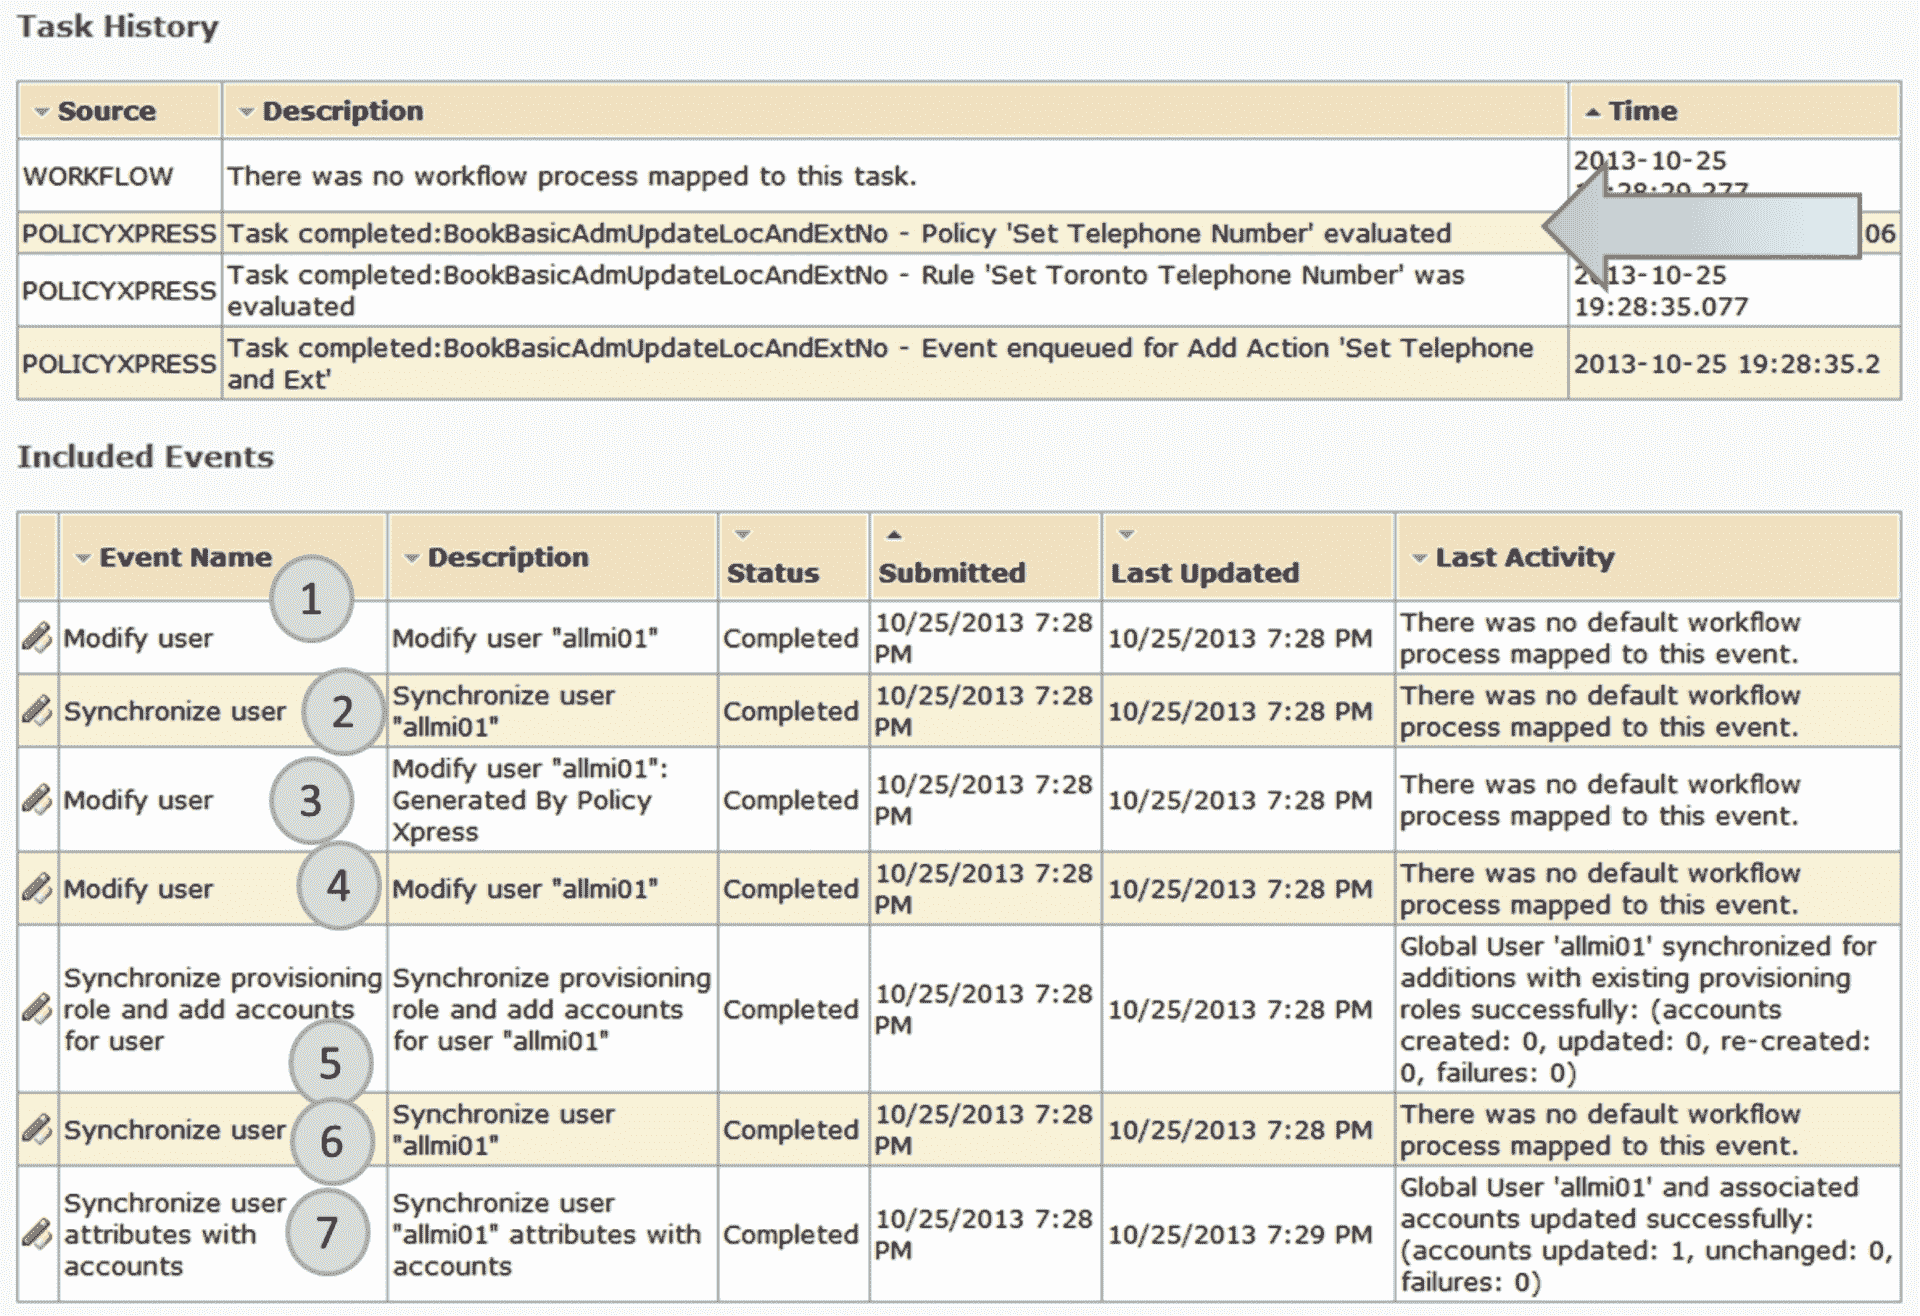 Task History
Source Description Time
WORKFLOW There was no workflow process mapped to this task. 2013-10-25
:28:29.277
POLICYXPRESS Task completed:BookBasicAdmUpdateLocAndExtNo - Policy 'Set Telephone Number' evaluated 06
POLICYXPRESS Task completed:BookBasicAdmUpdateLocAndExtNo - Rule 'Set Toronto Telephone Number' was
evaluated
2013-10-25
19:28:35.077
POLICYXPRESS Task completed:BookBasicAdmUpdateLocAndExtNo - Event enqueued for Add Action 'Set Telephone
and Ext'
2013-10-25 19:28:35.2
Included Events
Event Name Description Status Submitted Last Updated Last Activity
1
Modify user
Modify user "allmi01"
Completed
10/25/2013 7:28
PM
10/25/2013 7:28 PM
There was no default workflow
process mapped to this event.
Synchronize user
2
Synchronize user
"allmi01"
Completed
10/25/2013 7:28
PM
10/25/2013 7:28 PM
There was no default workflow
process mapped to this event.
Modify user
3
Modify user "allmi01":
Generated By Policy
Xpress
Completed
10/25/2013 7:28
PM
10/25/2013 7:28 PM
There was no default workflow
process mapped to this event.
Modify user
4
Modify user "allmi01"
Completed
10/25/2013 7:28
PM
10/25/2013 7:28 PM
There was no default workflow
process mapped to this event.
Synchronize provisioning
role and add accounts
for user
5
Synchronize provisioning
role and add accounts
for user "allmi01"
Completed
10/25/2013 7:28
PM
10/25/2013 7:28 PM
Global User 'allmi01' synchronized for
additions with existing provisioning
roles successfully: (accounts
created: 0, updated: 0, re-created:
0, failures: 0)
Synchronize user
6
Synchronize user
"allmi01"
Completed
10/25/2013 7:28
PM
10/25/2013 7:28 PM
There was no default workflow
process mapped to this event.
Synchronize user
attributes with
accounts
7
Synchronize user
"allmi01" attributes with
accounts
Completed
10/25/2013 7:28
PM
10/25/2013 7:29 PM
Global User 'allmi01' and associated
accounts updated successfully:
(accounts updated: 1, unchanged: 0,
failures: 0)